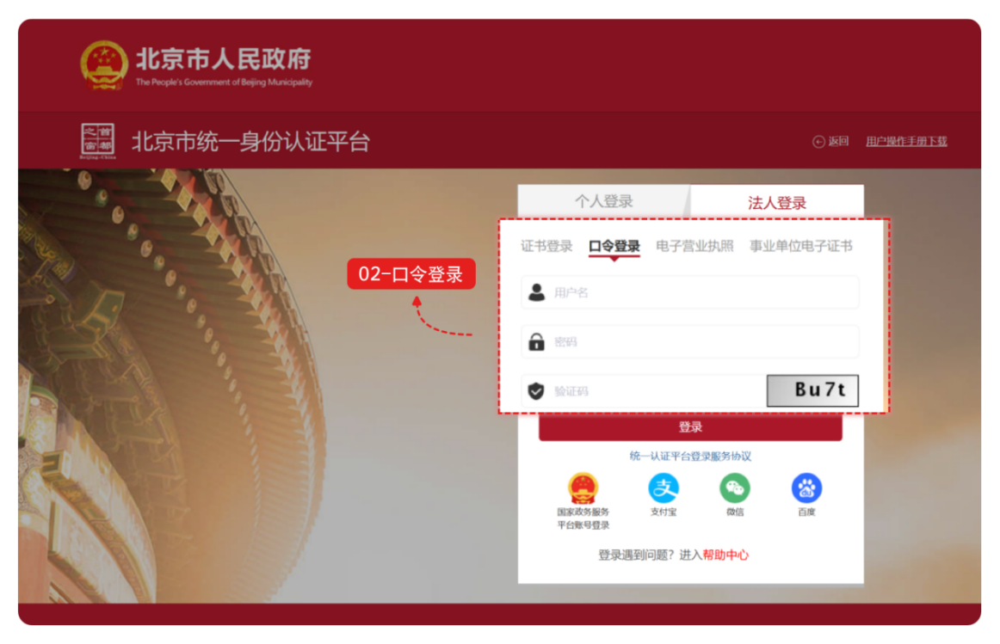 北京市人民政府
The People's Government of Beijing Municipality
首都之窗
Beijing-China
北京市统一身份认证平台
返回 用户操作手册下载
个人登录 法人登录
证书登录 口令登录 电子营业执照 事业单位电子证书
02-口令登录
用户名
密码
验证码 Bu7t
登录
统一认证平台登录服务协议
国家政务服务
平台账号登录
支付宝
微信
百度
登录遇到问题？进入帮助中心